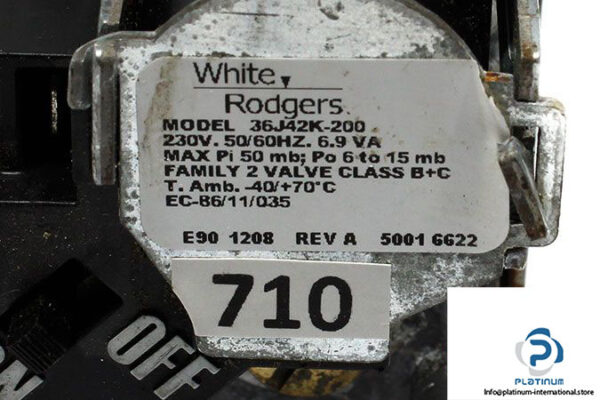 White
Rodgers
MODEL 36J42K-200
230V. 50/60HZ. 6.9 VA
MAX Pi 50 mb; Po 6 to 15 mb
FAMILY 2 VALVE CLASS B+C
T. Amb. -40/+70°C
EC-86/11/035
E90 1208 REV A 5001 6622
710
OFF
ON
PLATINUM
Info@platinum-international.store